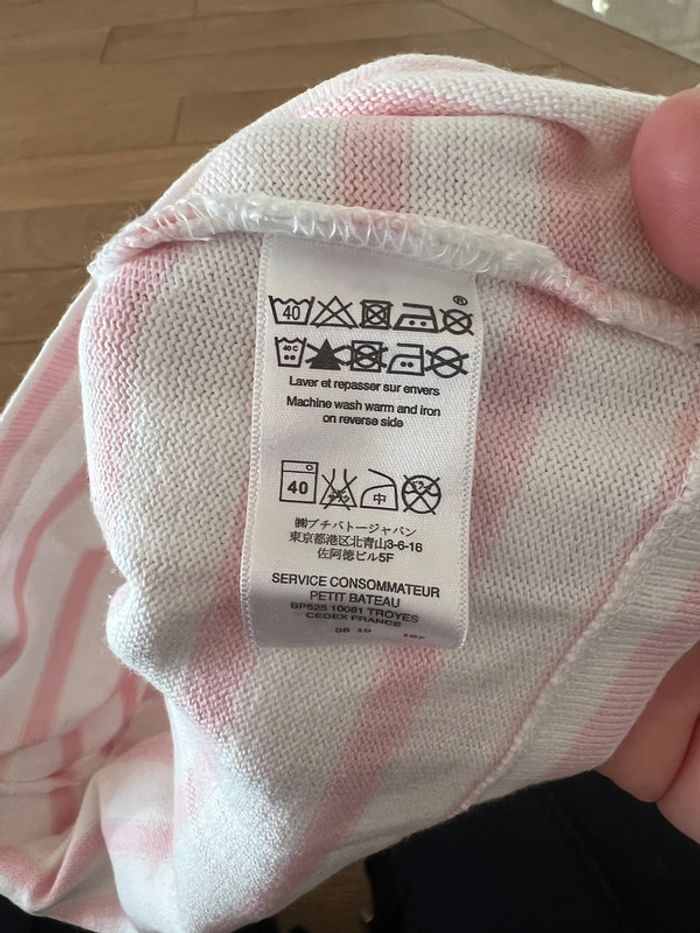 ®
40
40 C
Laver et repasser sur envers
Machine wash warm and iron
on reverse side
40
中
㈱プチバトージャパン
東京都港区北青山3-6-16
佐阿徳ビル5F
SERVICE CONSOMMATEUR
PETIT BATEAU
BP525 10081 TROYES
CEDEX FRANCE